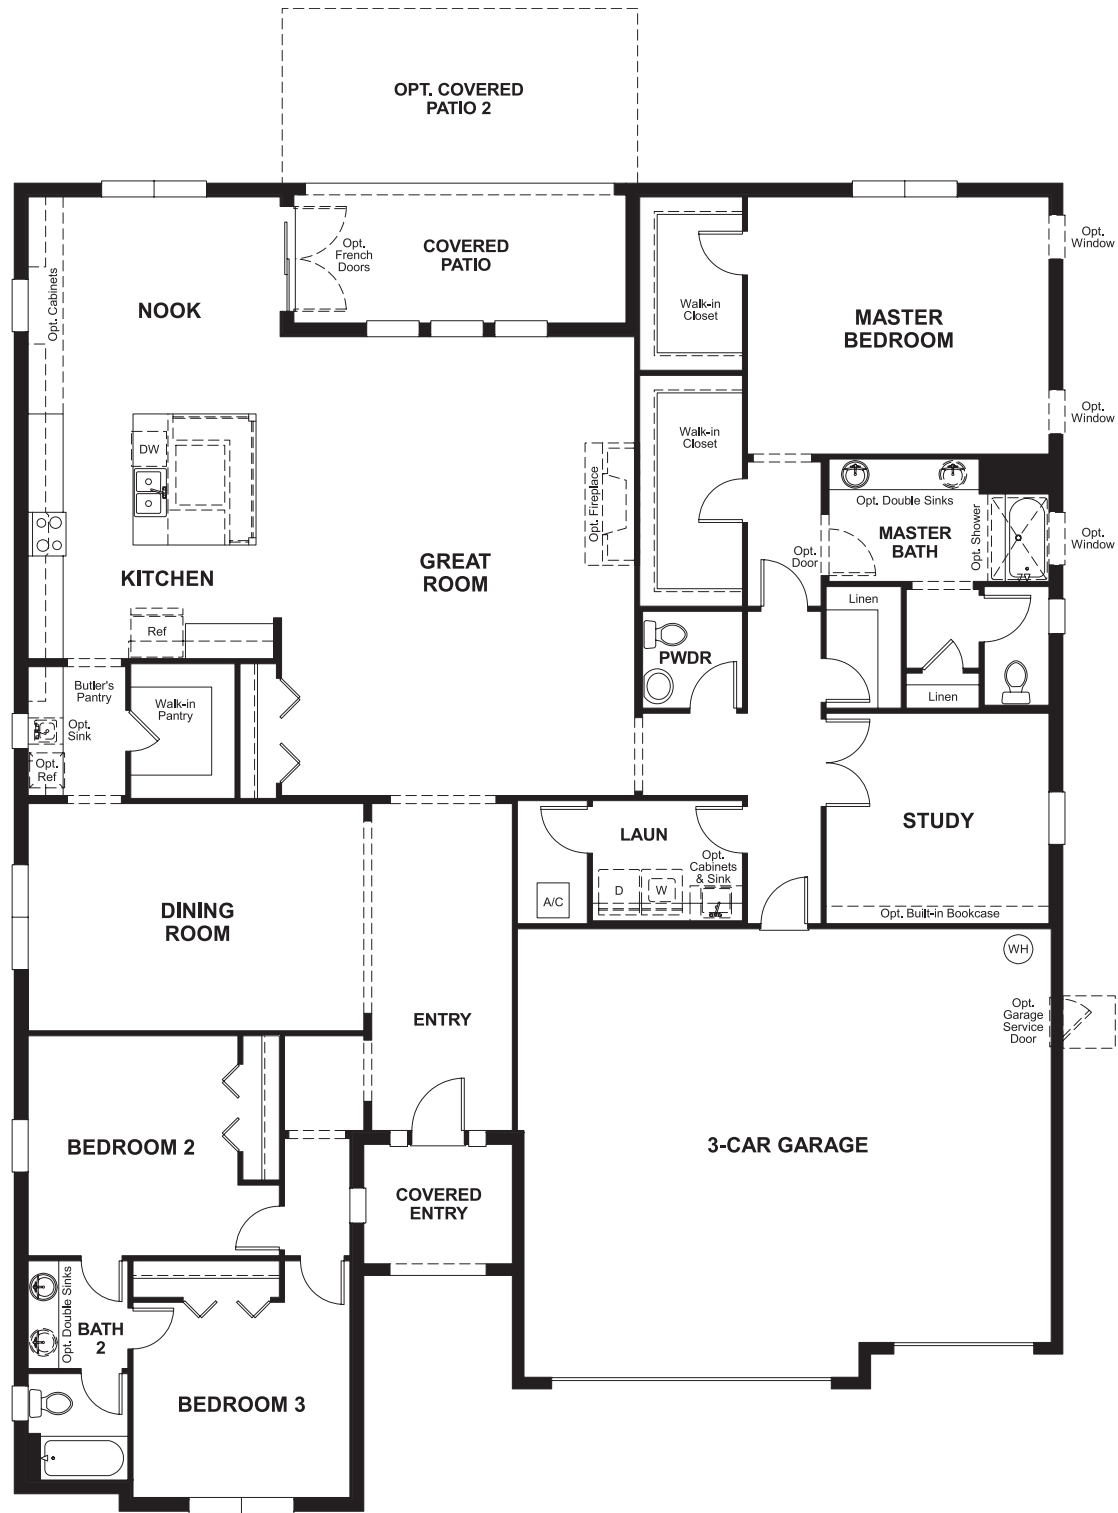 OPT. COVERED
PATIO 2
Opt.
French
Doors
COVERED
PATIO
NOOK
Opt. Cabinets
Walk-in
Closet
MASTER
BEDROOM
Opt.
Window
Opt.
Window
Walk-in
Closet
DW
Opt. Fireplace
GREAT
ROOM
KITCHEN
Ref
Opt. Double Sinks
MASTER
BATH
Opt. Shower
Opt.
Window
Opt.
Door
Linen
Linen
PWDR
Butler's
Pantry
Opt.
Sink
Opt.
Ref
Walk-in
Pantry
STUDY
Opt. Built-in Bookcase
LAUN
Opt.
Cabinets
& Sink
D
W
A/C
DINING
ROOM
ENTRY
WH
Opt.
Garage
Service
Door
BEDROOM 2
3-CAR GARAGE
COVERED
ENTRY
Opt. Double Sinks
BATH
2
BEDROOM 3